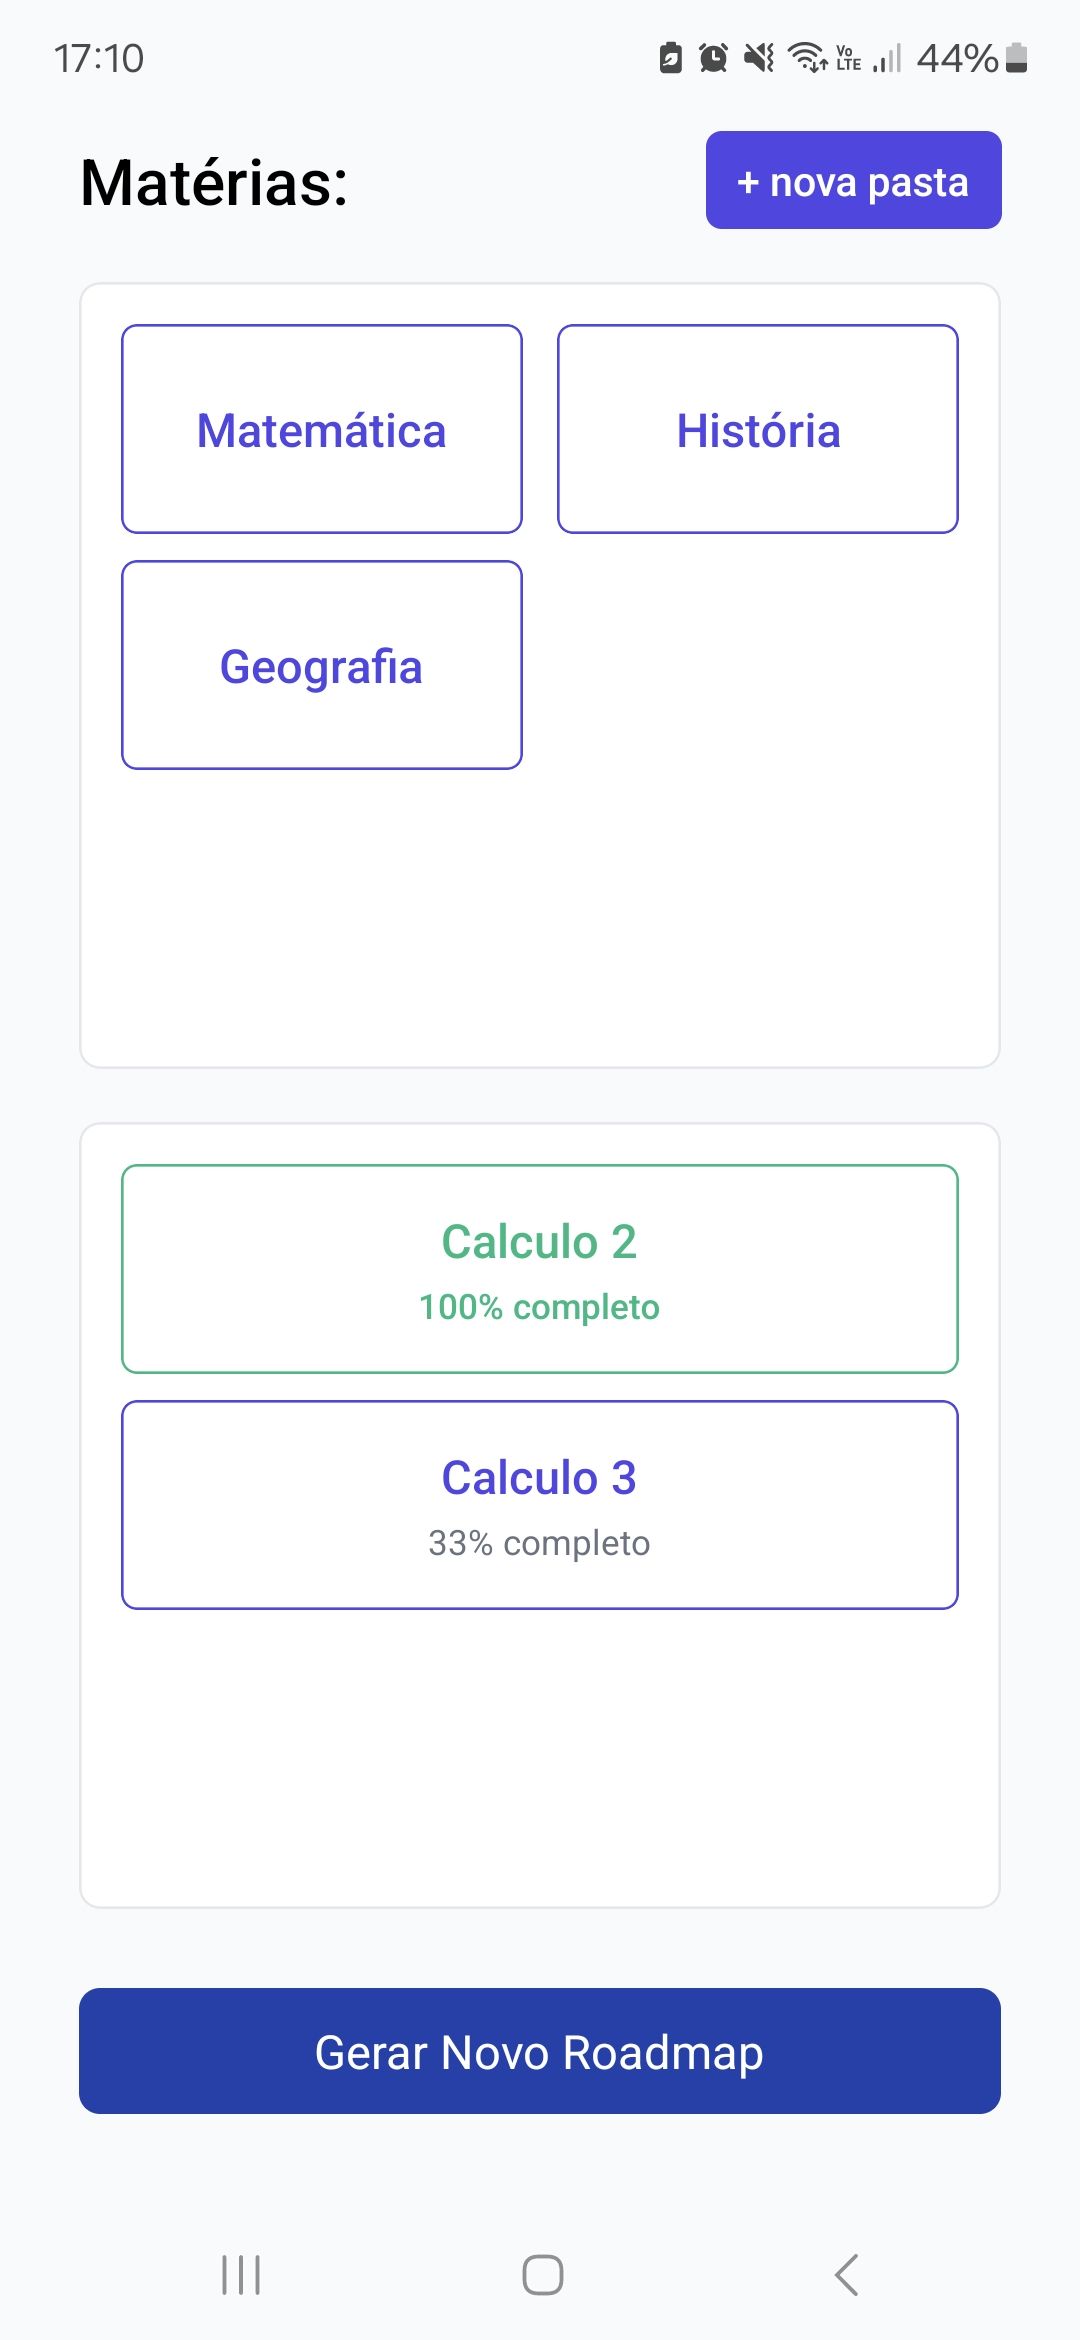 17:10
Vo LTE 44%
Matérias:
+ nova pasta
Matemática
História
Geografia
Calculo 2
100% completo
Calculo 3
33% completo
Gerar Novo Roadmap